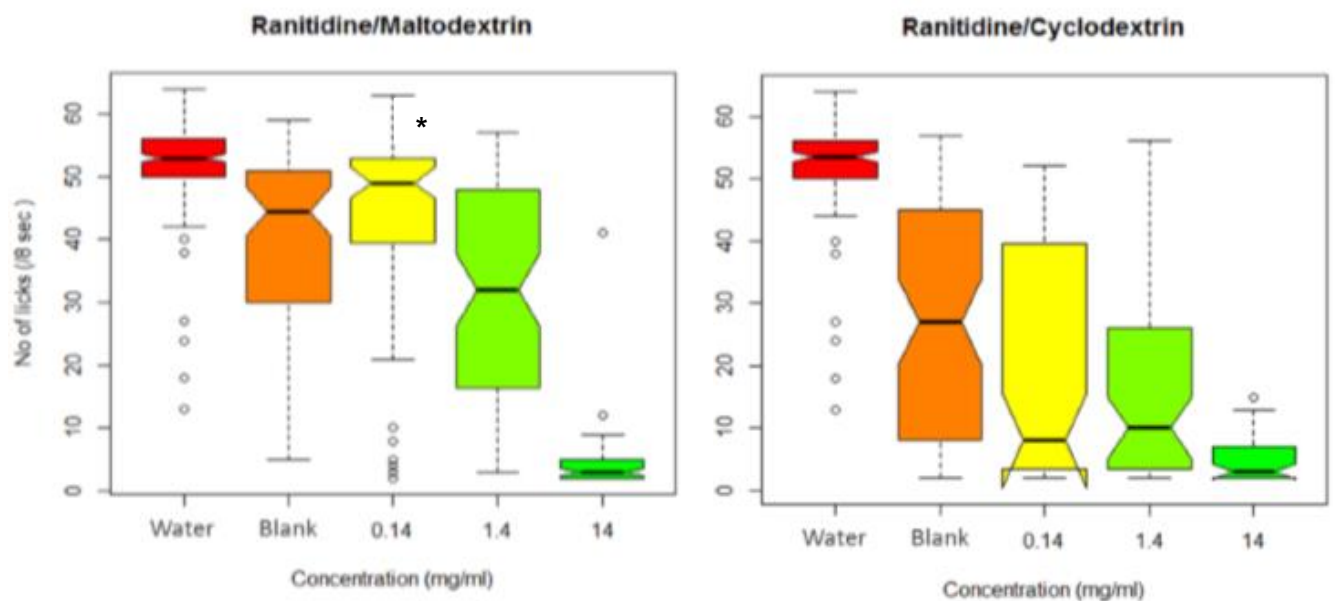 Ranitidine/Maltodextrin
No of licks (/8 sec )
60
50
40
30
20
10
0
*
Water Blank 0.14 1.4 14
Concentration (mg/ml)
Ranitidine/Cyclodextrin
60
50
40
30
20
10
0
Water Blank 0.14 1.4 14
Concentration (mg/ml)